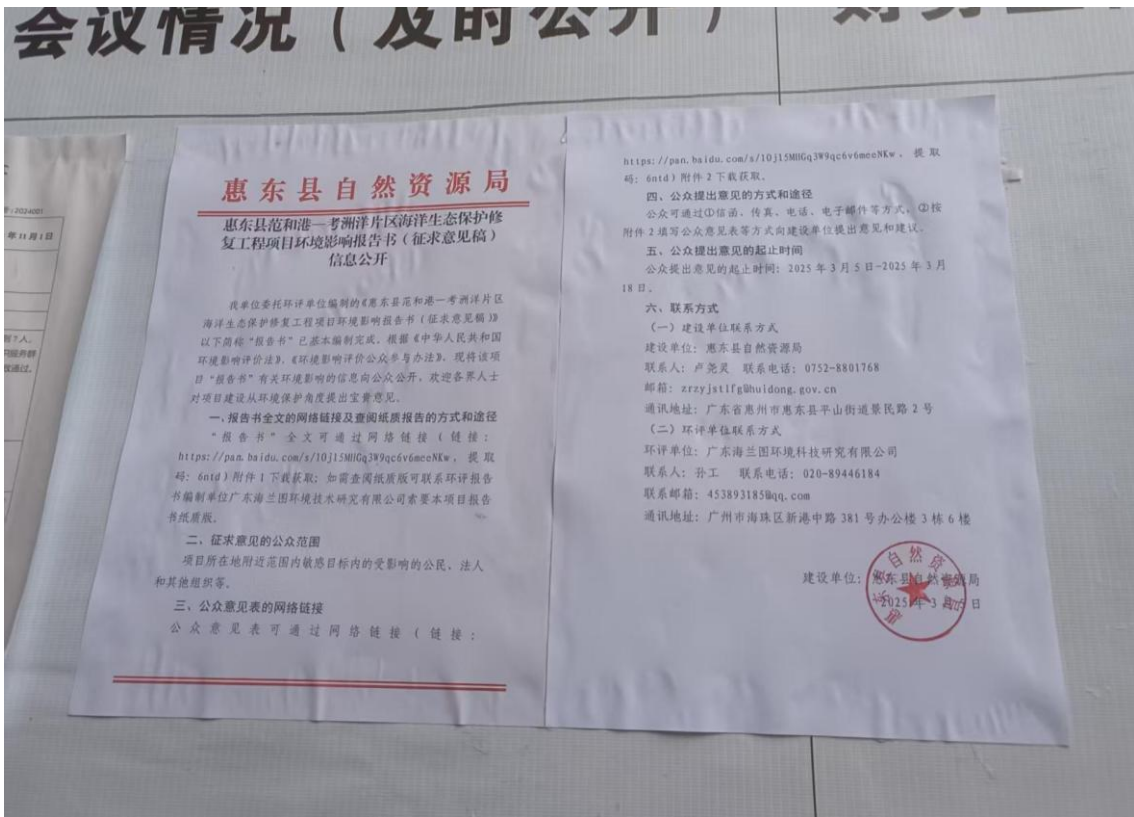 会议情况（及时公开）
年11月1日
惠东县自然资源局
惠东县范和港—考洲洋片区海洋生态保护修
复工程项目环境影响报告书（征求意见稿）
信息公开
我单位委托环评单位编制的《惠东县范和港—考洲洋片区
海洋生态保护修复工程项目环境影响报告书（征求意见稿）》
以下简称“报告书”已基本编制完成。根据《中华人民共和国
环境影响评价法》、《环境影响评价公众参与办法》，现将该项
目“报告书”有关环境影响的信息向公众公开，欢迎各界人士
对项目建设从环境保护角度提出宝贵意见。
一、报告书全文的网络链接及查阅纸质报告的方式和途径
“报告书”全文可通过网络链接（链接：
https://pan.baidu.com/s/1Oj15MHGq3W9qc6v6meeNKw，提取
码：6ntd）附件1下载获取；如需查阅纸质版可联系环评报告
书编制单位广东海兰图环境技术研究有限公司索要本项目报告
书纸质版。
二、征求意见的公众范围
项目所在地附近范围内敏感目标内的受影响的公民、法人
和其他组织等。
三、公众意见表的网络链接
公众意见表可通过网络链接（链接：
https://pan.baidu.com/s/1Oj15MHGq3W9qc6v6meeNKw，提取
码：6ntd）附件2下载获取。
四、公众提出意见的方式和途径
公众可通过①信函、传真、电话、电子邮件等方式，②按
附件2填写公众意见表等方式向建设单位提出意见和建议。
五、公众提出意见的起止时间
公众提出意见的起止时间：2025年3月5日-2025年3月
18日。
六、联系方式
（一）建设单位联系方式
建设单位：惠东县自然资源局
联系人：卢尧灵 联系电话：0752-8801768
邮箱：zrzyjstlfg@huidong.gov.cn
通讯地址：广东省惠州市惠东县平山街道景民路2号
（二）环评单位联系方式
环评单位：广东海兰图环境科技研究有限公司
联系人：孙工 联系电话：020-89446184
联系邮箱：453893185@qq.com
通讯地址：广州市海珠区新港中路381号办公楼3栋6楼
建设单位：惠东县自然资源局
2025年3月5日